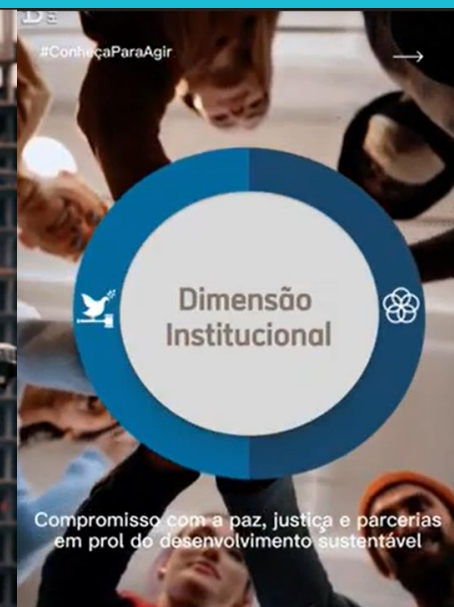 #ConheçaParaAgir
Dimensão
Institucional
Compromisso com a paz, justiça e parcerias
em prol do desenvolvimento sustentável